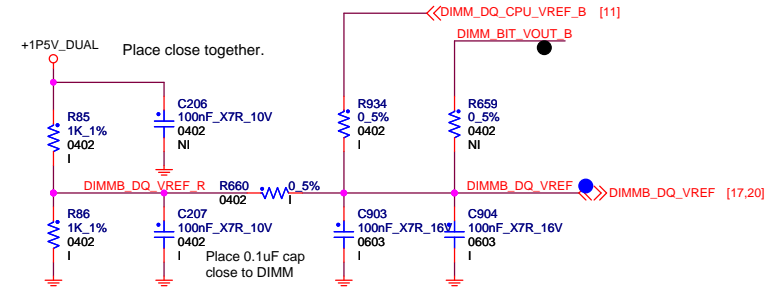 DIMM_DQ_CPU_VREF_B [11]
DIMM_BIT_VOUT_B
+1P5V_DUAL
Place close together.
R85
1K_1%
0402
I
C206
100nF_X7R_10V
0402
NI
R934
0_5%
0402
I
R659
0_5%
0402
NI
DIMMB_DQ_VREF_R
R660
0_5%
0402
I
DIMMB_DQ_VREF
DIMMB_DQ_VREF [17,20]
R86
1K_1%
0402
I
C207
100nF_X7R_10V
0402
I
Place 0.1uF cap
close to DIMM
C903
100nF_X7R_16V
0603
I
C904
100nF_X7R_16V
0603
I